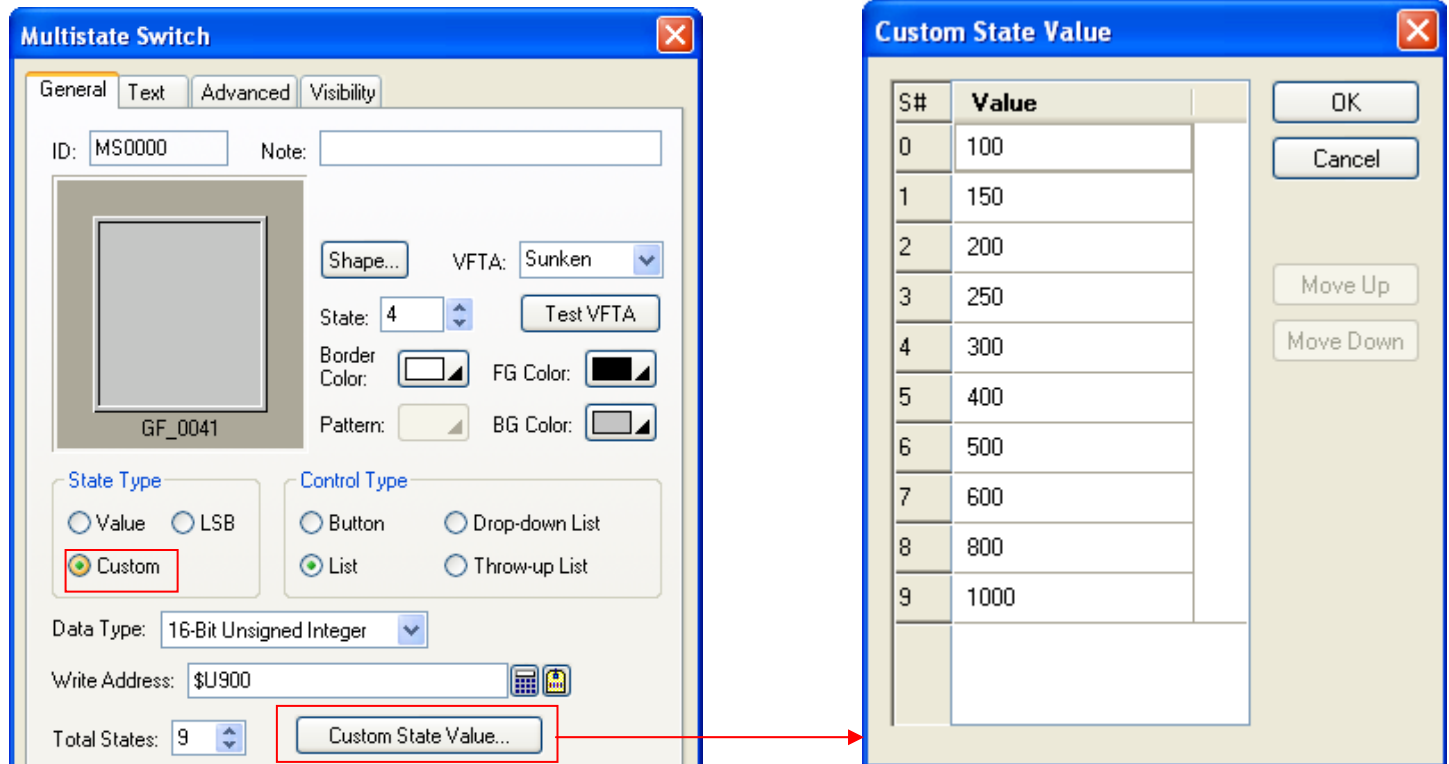 Multistate Switch
General Text Advanced Visibility
ID: MS0000 Note:
GF_0041
Shape... VFTA: Sunken
State: 4 Test VFTA
Border Color: FG Color:
Pattern: BG Color:
State Type
Value LSB
Custom
Control Type
Button Drop-down List
List Throw-up List
Data Type: 16-Bit Unsigned Integer
Write Address: $U900
Total States: 9 Custom State Value...
Custom State Value
S# Value
0 100
1 150
2 200
3 250
4 300
5 400
6 500
7 600
8 800
9 1000
OK
Cancel
Move Up
Move Down